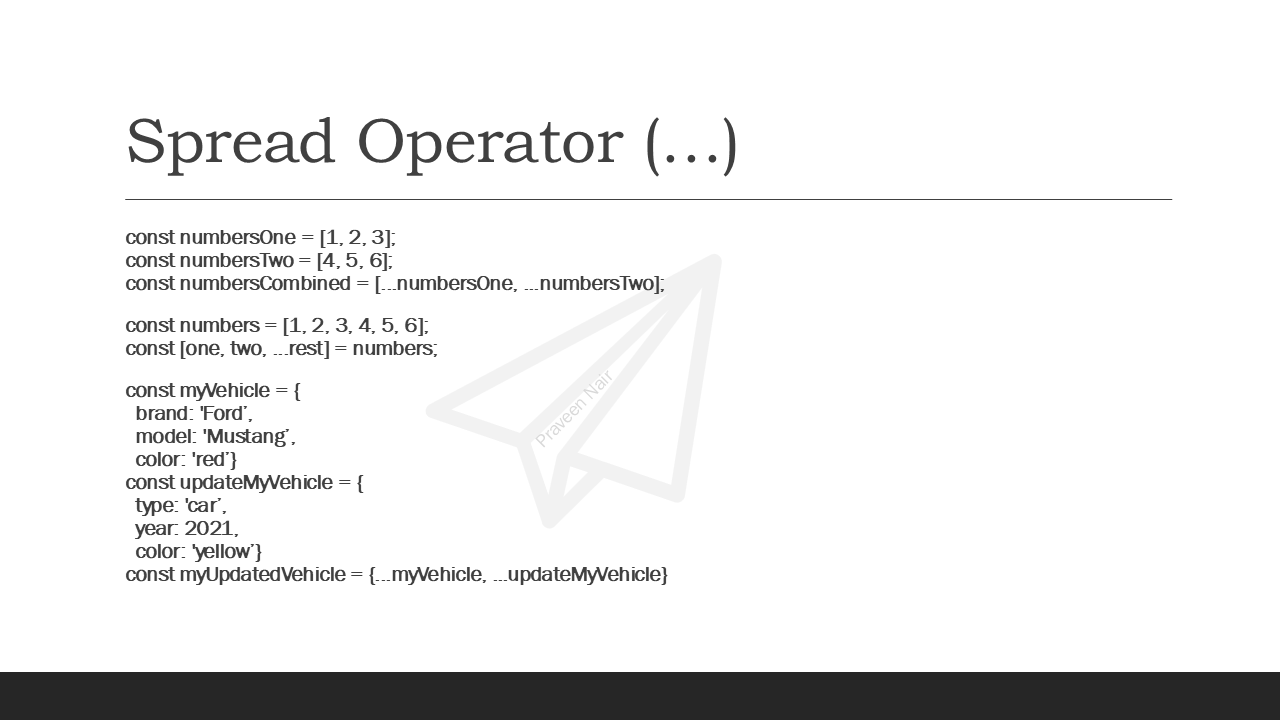 Spread Operator (…)
const numbersOne = [1, 2, 3];
const numbersTwo = [4, 5, 6];
const numbersCombined = [...numbersOne, ...numbersTwo];
const numbers = [1, 2, 3, 4, 5, 6];
const [one, two, ...rest] = numbers;
const myVehicle = {
  brand: 'Ford’,
  model: 'Mustang’,
  color: 'red’}
const updateMyVehicle = {
  type: 'car’,
  year: 2021,
  color: 'yellow’}
const myUpdatedVehicle = {...myVehicle, ...updateMyVehicle}
Praveen Nair